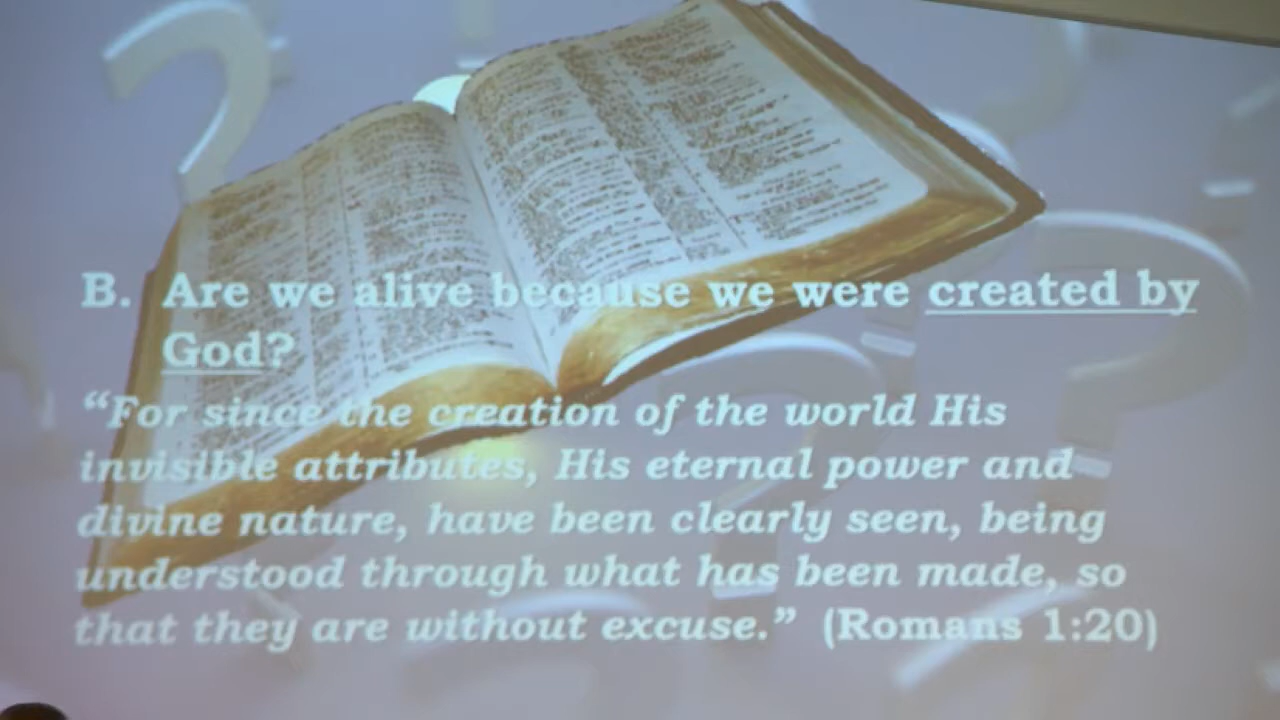 B. Are we alive because we were created by
God?
“For since the creation of the world His
invisible attributes, His eternal power and
divine nature, have been clearly seen, being
understood through what has been made, so
that they are without excuse.” (Romans 1:20)